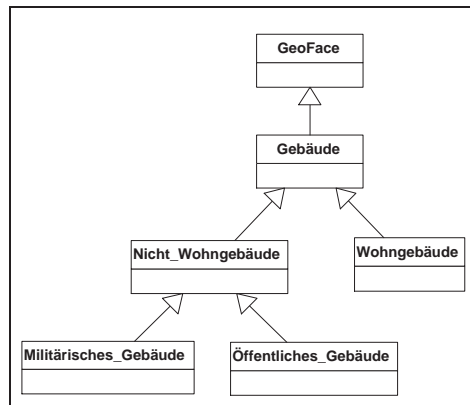 GeoFace
Gebäude
Nicht_Wohngebäude
Wohngebäude
Militärisches_Gebäude
Öffentliches_Gebäude